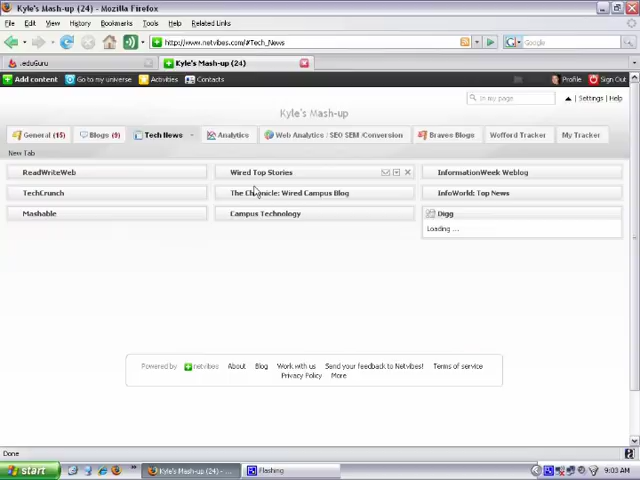 Kyle's Mash-up (24) - Mozilla Firefox
File Edit View History Bookmarks Tools Help Related Links
http://www.netvibes.com/#Tech_News
Google
.eduGuru
Kyle's Mash-up (24)
Add content Go to my universe Activities Contacts Profile Sign Out
In my page. Settings Help
Kyle's Mash-up
General (15) Blogs (9) Tech News Analytics Web Analytics / SEO SEM /Conversion Braves Blogs Wofford Tracker My Tracker
New Tab
ReadWriteWeb Wired Top Stories InformationWeek Weblog
TechCrunch The Chronicle: Wired Campus Blog InfoWorld: Top News
Mashable Campus Technology Digg
Loading ...
Powered by netvibes About Blog Work with us Send your feedback to Netvibes! Terms of service
Privacy Policy More
Done
start Kyle's Mash-up (24) - ... Flashing 9:03 AM